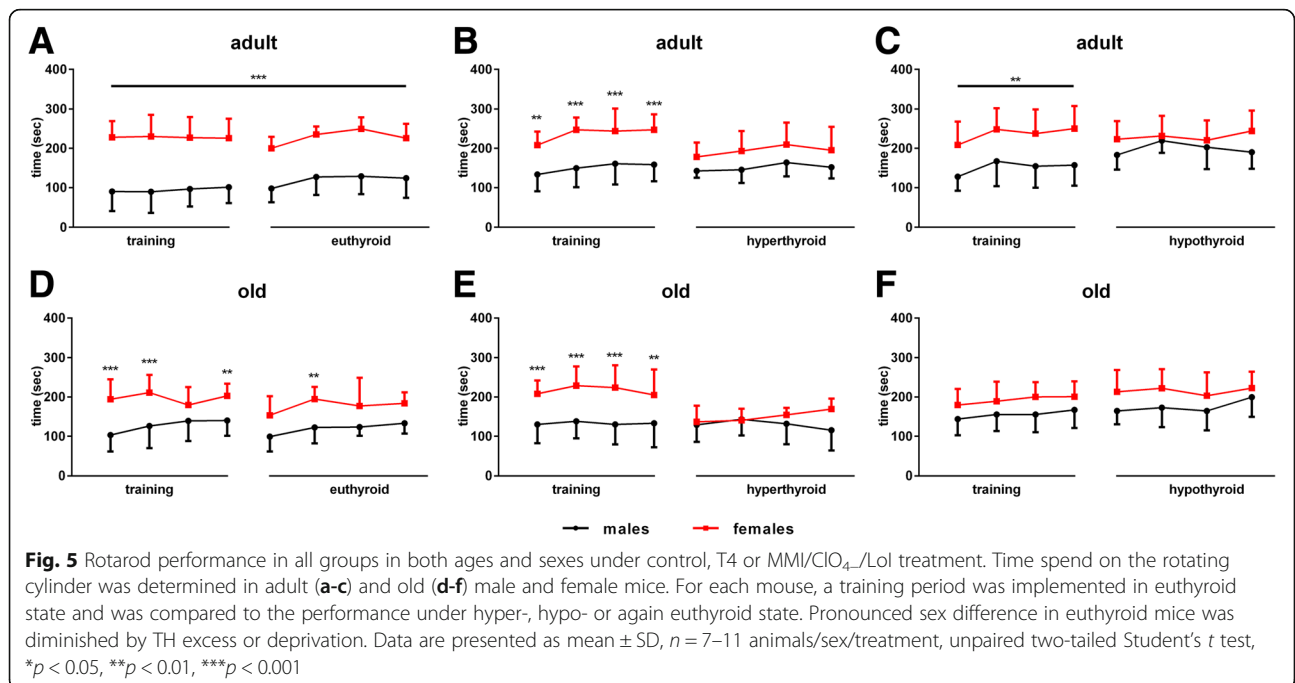 A
adult
***
400
300
200
100
0
time (sec)
training
euthyroid
B
adult
** *** *** ***
400
300
200
100
0
time (sec)
training
hyperthyroid
C
adult
**
400
300
200
100
0
time (sec)
training
hypothyroid
D
old
*** *** ** **
400
300
200
100
0
time (sec)
training
euthyroid
E
old
*** *** *** **
400
300
200
100
0
time (sec)
training
hyperthyroid
F
old
400
300
200
100
0
time (sec)
training
hypothyroid
males females
Fig. 5 Rotarod performance in all groups in both ages and sexes under control, T4 or MMI/ClO4_/LoI treatment. Time spend on the rotating
cylinder was determined in adult (a-c) and old (d-f) male and female mice. For each mouse, a training period was implemented in euthyroid
state and was compared to the performance under hyper-, hypo- or again euthyroid state. Pronounced sex difference in euthyroid mice was
diminished by TH excess or deprivation. Data are presented as mean ± SD, n = 7–11 animals/sex/treatment, unpaired two-tailed Student's t test,
*p < 0.05, **p < 0.01, ***p < 0.001